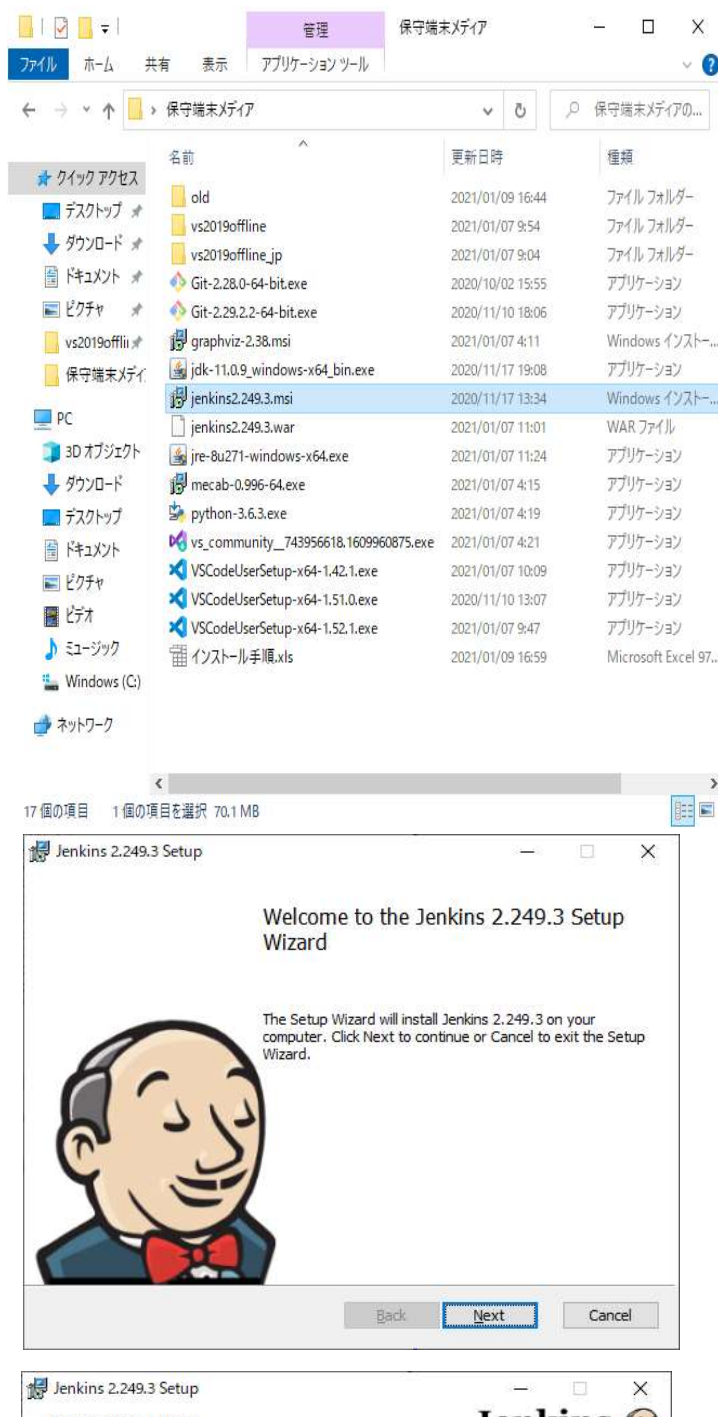 管理
保守端末メディア
ファイル ホーム 共有 表示 アプリケーション ツール
保守端末メディア
保守端末メディアの...
名前 更新日時 種類
クイック アクセス
デスクトップ
ダウンロード
ドキュメント
ピクチャ
vs2019offlin
保守端末メディ
PC
3D オブジェクト
ダウンロード
デスクトップ
ドキュメント
ピクチャ
ビデオ
ミュージック
Windows (C:)
ネットワーク
old 2021/01/09 16:44 ファイル フォルダー
vs2019offline 2021/01/07 9:54 ファイル フォルダー
vs2019offline_jp 2021/01/07 9:04 ファイル フォルダー
Git-2.28.0-64-bit.exe 2020/10/02 15:55 アプリケーション
Git-2.29.2.2-64-bit.exe 2020/11/10 18:06 アプリケーション
graphviz-2.38.msi 2021/01/07 4:11 Windows インストー...
jdk-11.0.9_windows-x64_bin.exe 2020/11/17 19:08 アプリケーション
jenkins2.249.3.msi 2020/11/17 13:34 Windows インストー...
jenkins2.249.3.war 2021/01/07 11:01 WAR ファイル
jre-8u271-windows-x64.exe 2021/01/07 11:24 アプリケーション
mecab-0.996-64.exe 2021/01/07 4:15 アプリケーション
python-3.6.3.exe 2021/01/07 4:19 アプリケーション
vs_community__743956618.1609960875.exe 2021/01/07 4:21 アプリケーション
VSCodeUserSetup-x64-1.42.1.exe 2021/01/07 10:09 アプリケーション
VSCodeUserSetup-x64-1.51.0.exe 2020/11/10 13:07 アプリケーション
VSCodeUserSetup-x64-1.52.1.exe 2021/01/07 9:47 アプリケーション
インストール手順.xls 2021/01/09 16:59 Microsoft Excel 97...
17 個の項目 1 個の項目を選択 70.1 MB
Jenkins 2.249.3 Setup
Welcome to the Jenkins 2.249.3 Setup
Wizard
The Setup Wizard will install Jenkins 2.249.3 on your
computer. Click Next to continue or Cancel to exit the Setup
Wizard.
Back Next Cancel
Jenkins 2.249.3 Setup
Jenkins